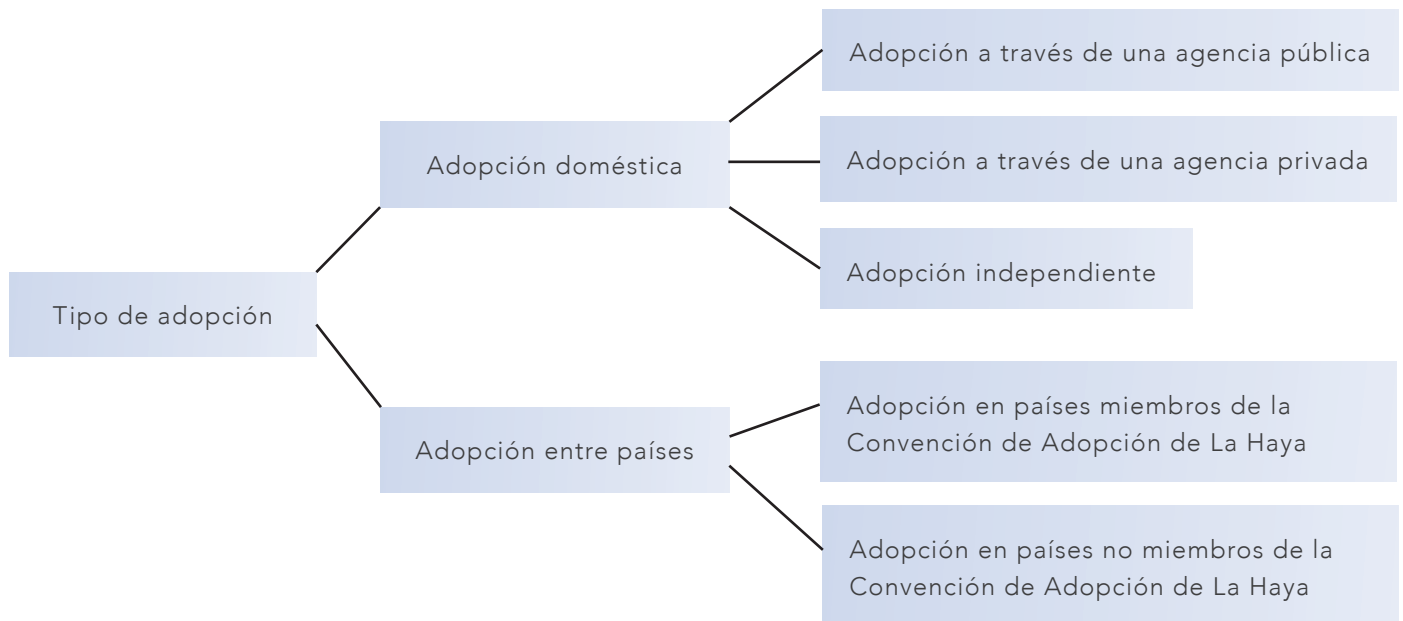 Tipo de adopción
Adopción doméstica
Adopción a través de una agencia pública
Adopción a través de una agencia privada
Adopción independiente
Adopción entre países
Adopción en países miembros de la
Convención de Adopción de La Haya
Adopción en países no miembros de la
Convención de Adopción de La Haya